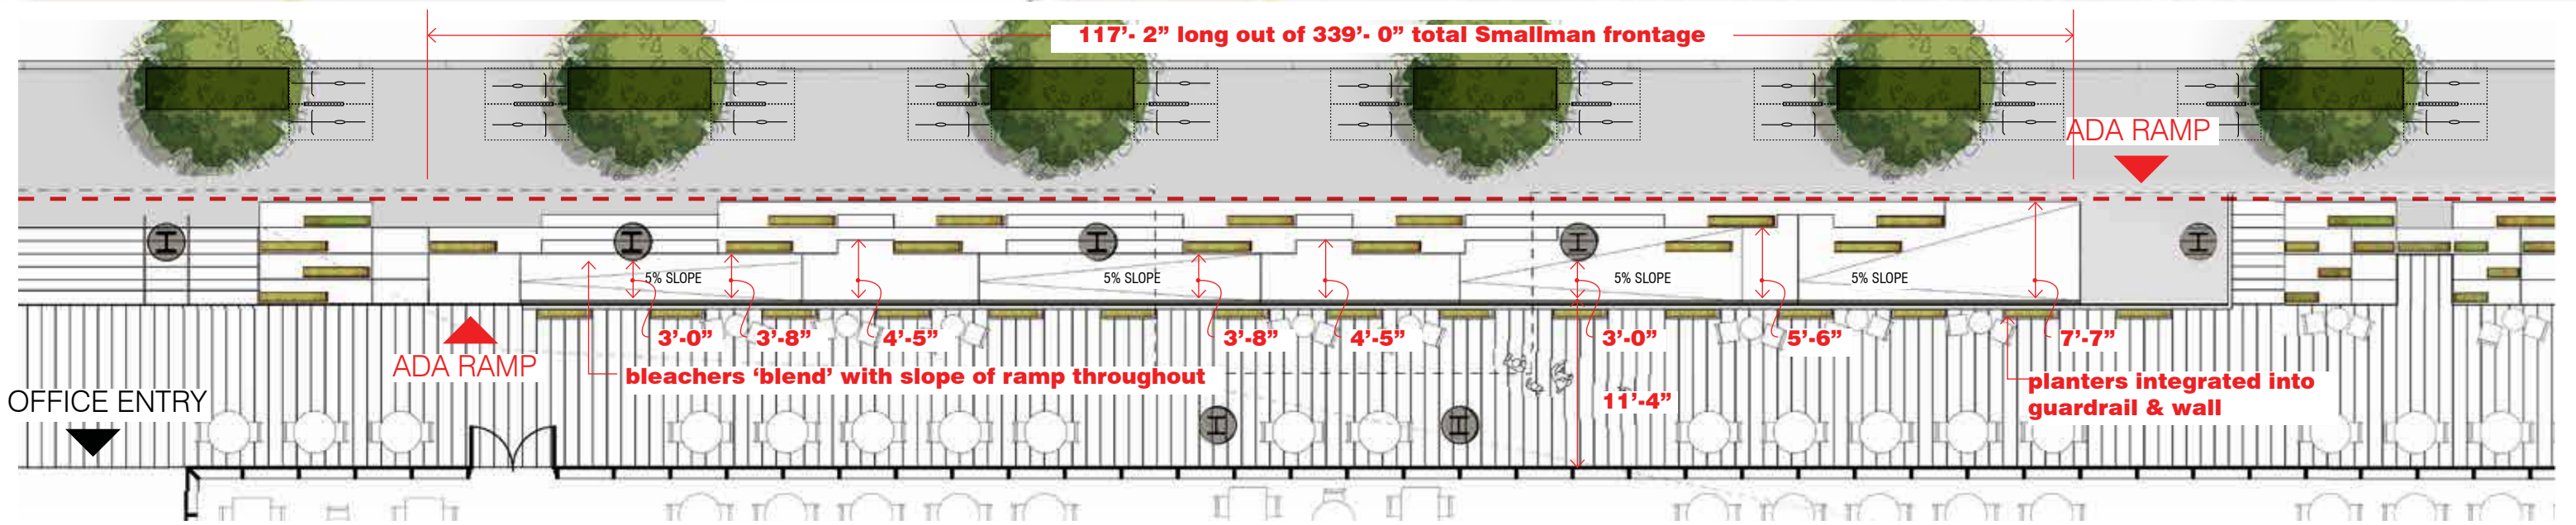 117'- 2” long out of 339'- 0” total Smallman frontage
ADA RAMP
5% SLOPE
5% SLOPE
5% SLOPE
5% SLOPE
3'-0”
3'-8”
4'-5”
3'-8”
4'-5”
3'-0”
5'-6”
7'-7”
ADA RAMP
bleachers ‘blend’ with slope of ramp throughout
planters integrated into
guardrail & wall
11'-4”
OFFICE ENTRY